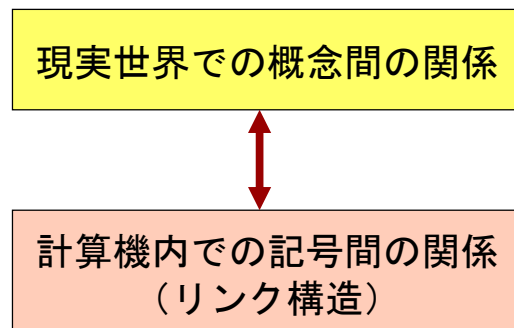 現実世界での概念間の関係
計算機内での記号間の関係
（リンク構造）